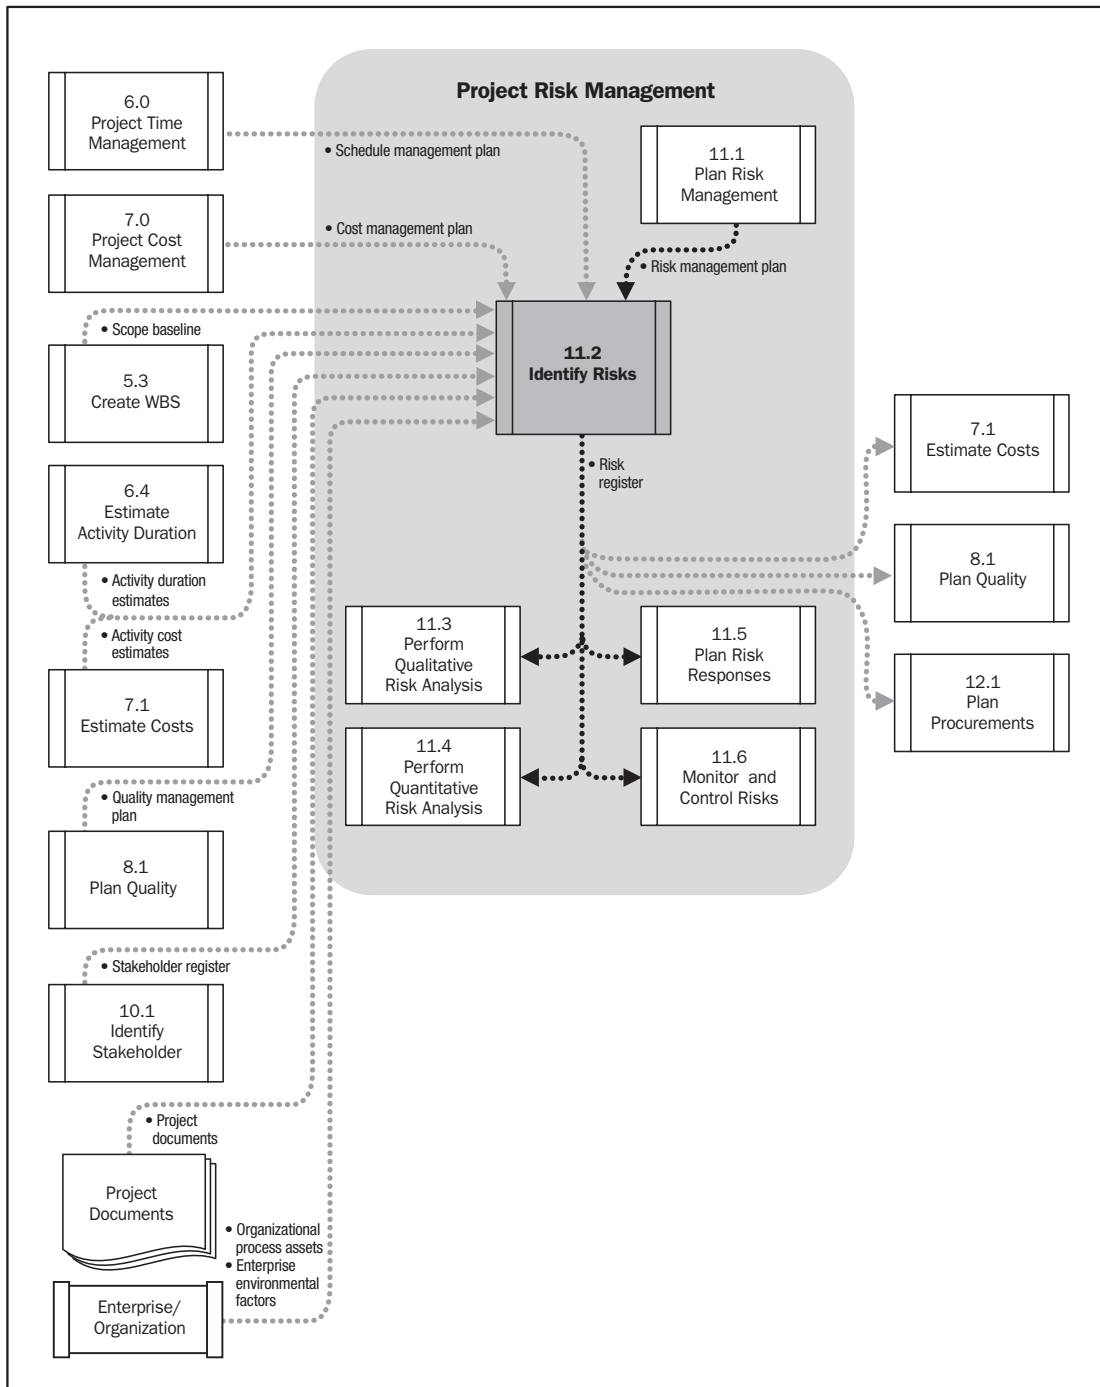 Project Risk Management
6.0
Project Time
Management
• Schedule management plan
11.1
Plan Risk
Management
7.0
Project Cost
Management
• Cost management plan
• Risk management plan
• Scope baseline
5.3
Create WBS
11.2
Identify Risks
6.4
Estimate
Activity Duration
• Activity duration
estimates
• Activity cost
estimates
7.1
Estimate Costs
• Quality management
plan
8.1
Plan Quality
• Stakeholder register
10.1
Identify
Stakeholder
• Project
documents
Project
Documents
• Organizational
process assets
• Enterprise
environmental
factors
Enterprise/
Organization
• Risk
register
11.3
Perform
Qualitative
Risk Analysis
11.5
Plan Risk
Responses
11.4
Perform
Quantitative
Risk Analysis
11.6
Monitor and
Control Risks
7.1
Estimate Costs
8.1
Plan Quality
12.1
Plan
Procurements